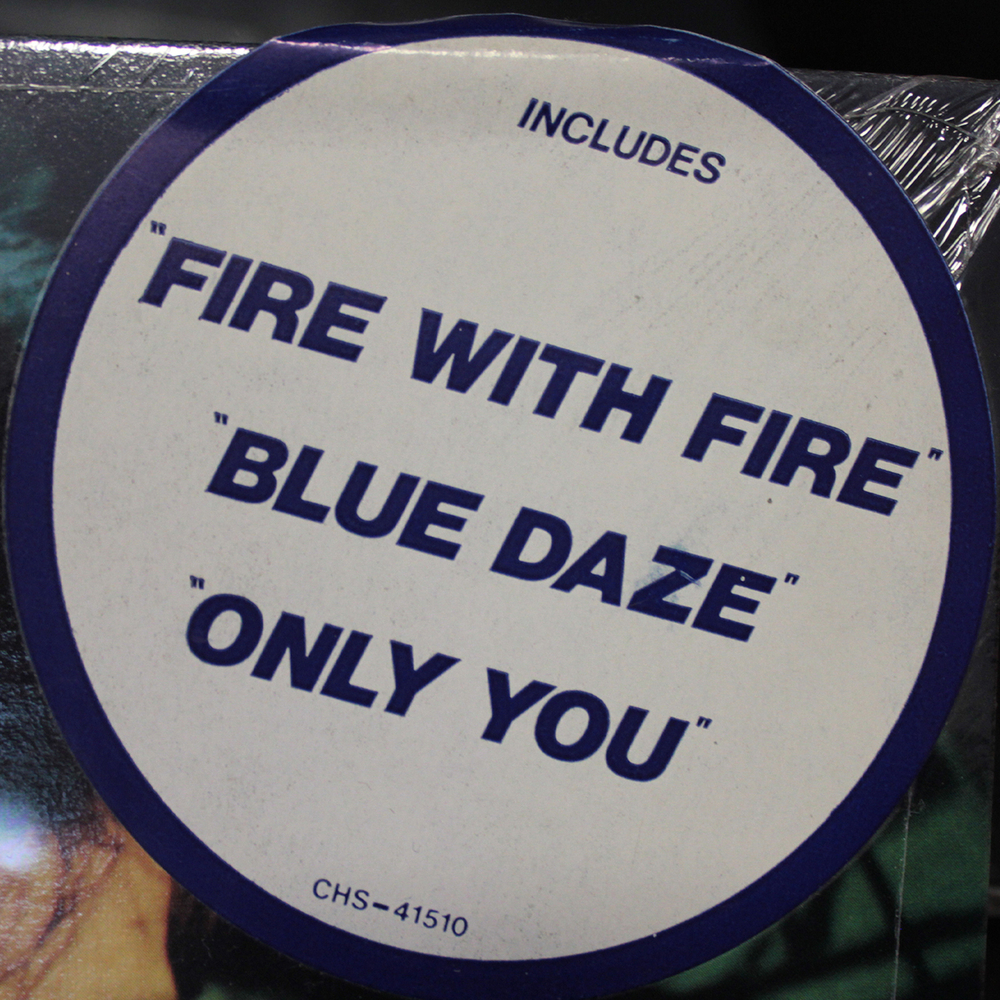 INCLUDES
"FIRE WITH FIRE"
"BLUE DAZE"
"ONLY YOU"
CHS-41510